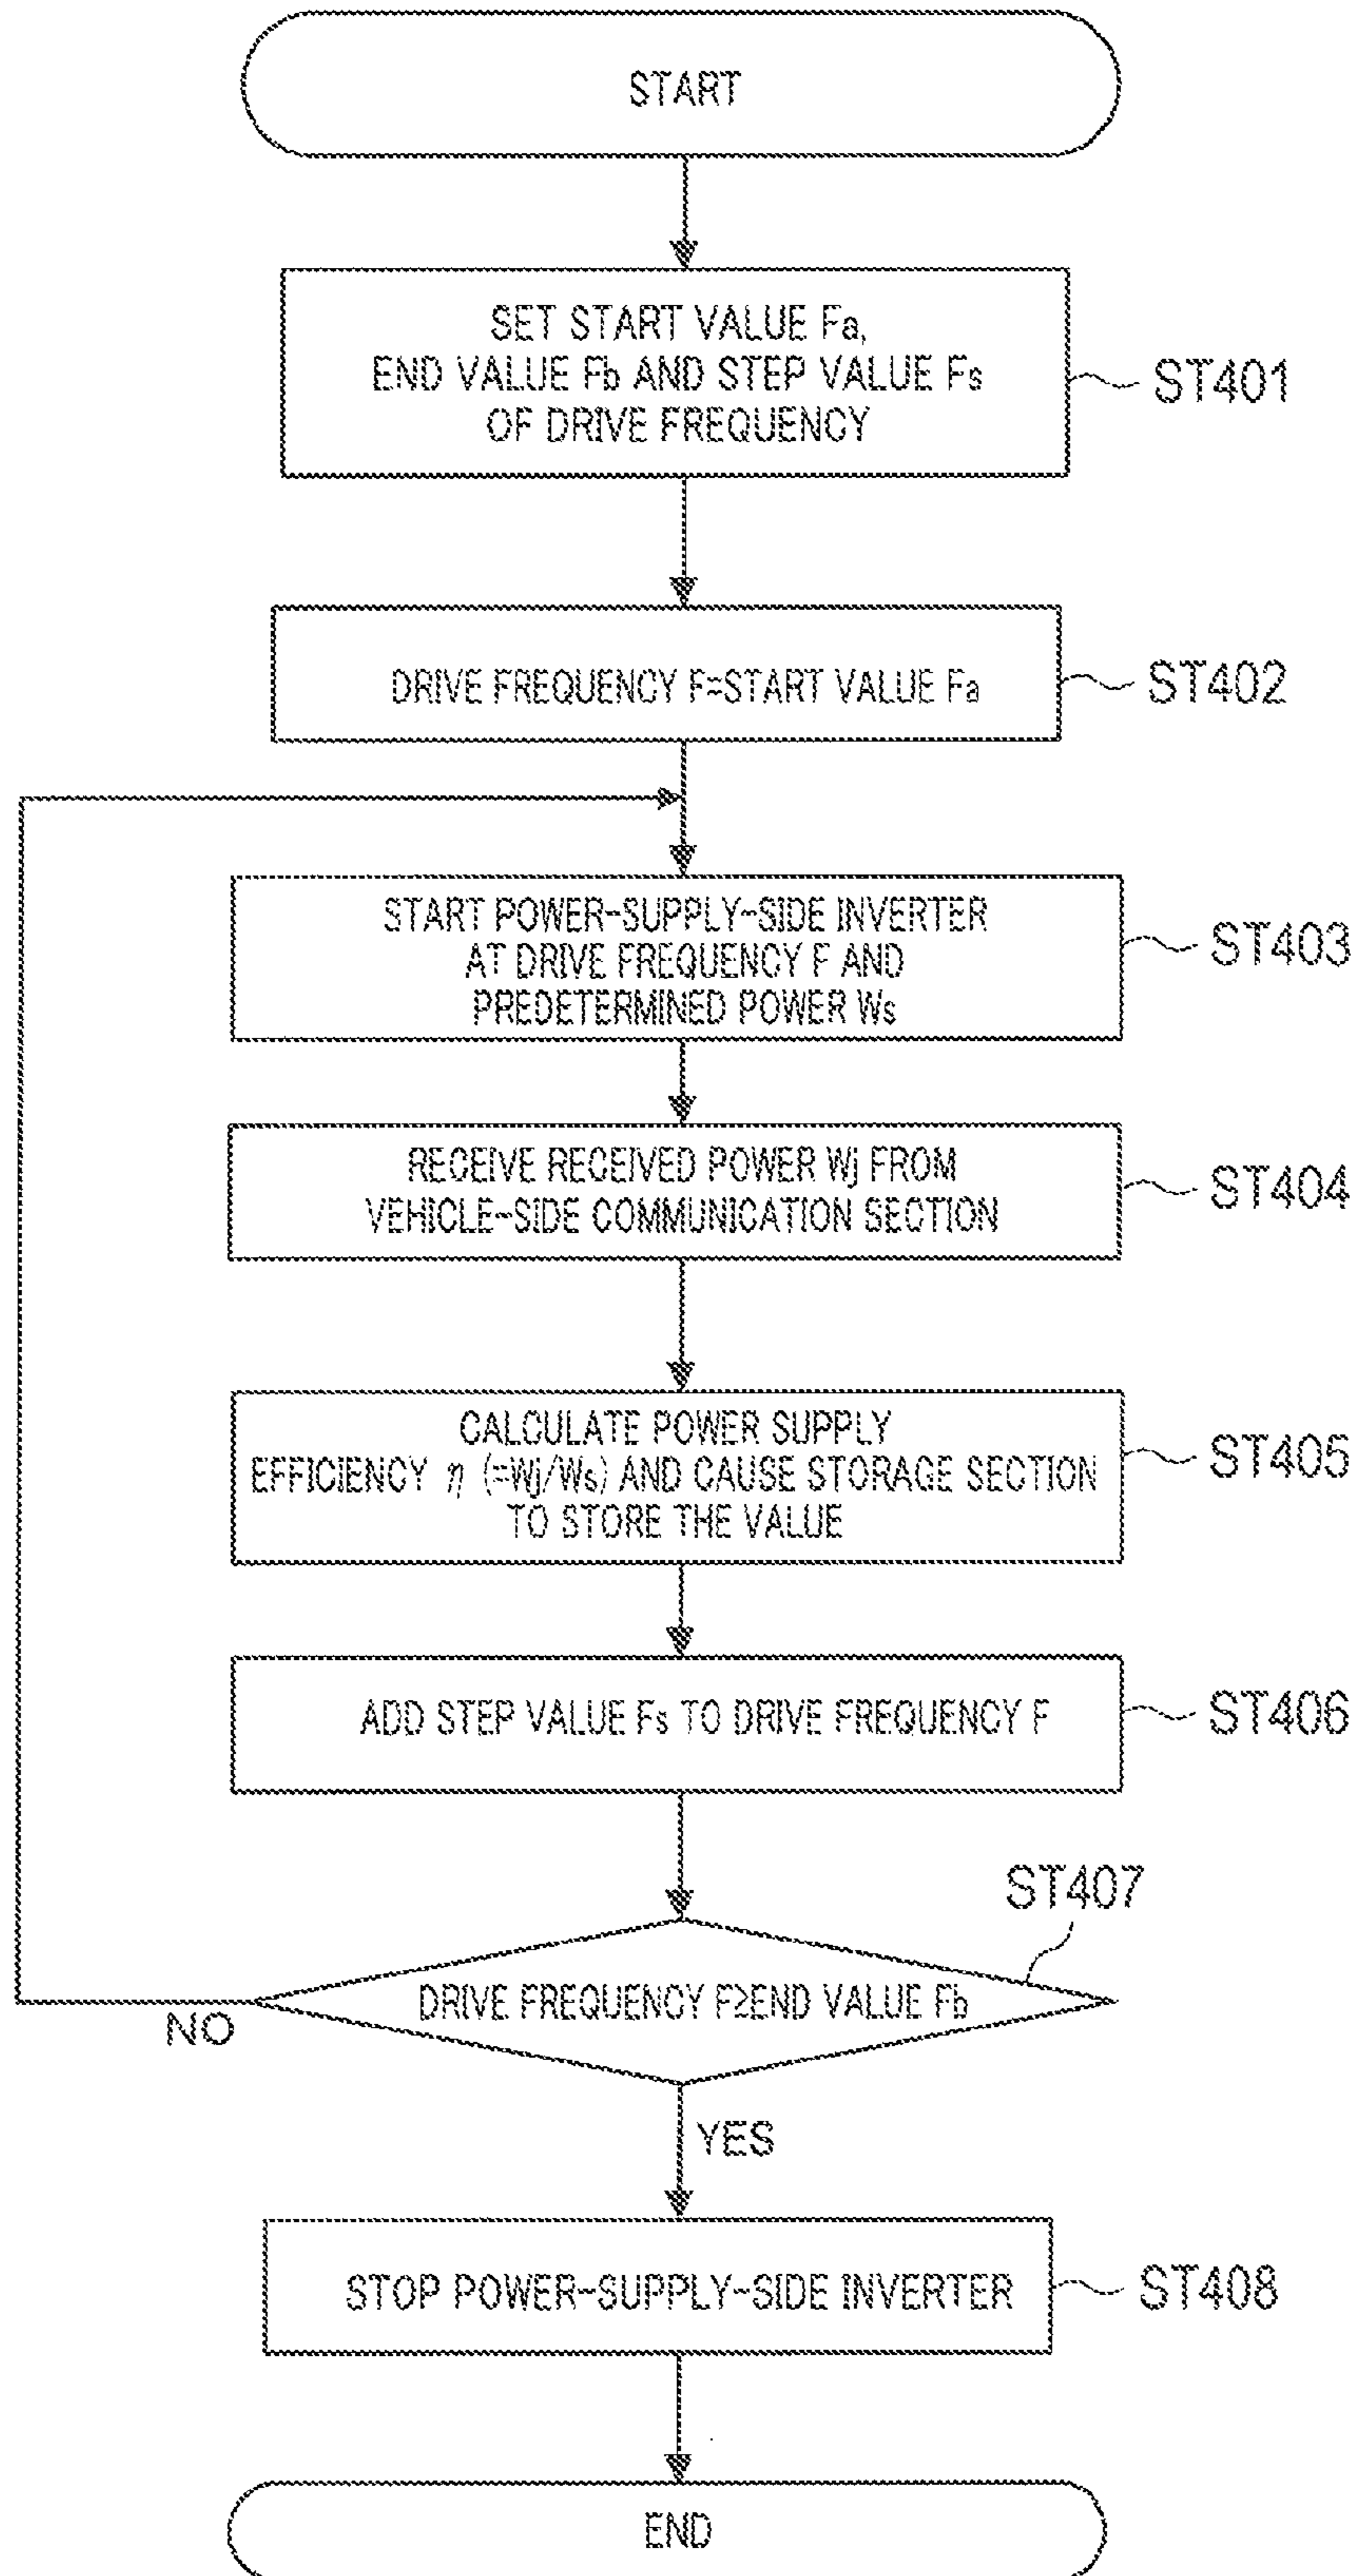 START
SET START VALUE Fa,
END VALUE Fb AND STEP VALUE Fs
OF DRIVE FREQUENCY
ST401
DRIVE FREQUENCY F=START VALUE Fa
ST402
START POWER-SUPPLY-SIDE INVERTER
AT DRIVE FREQUENCY F AND
PREDETERMINED POWER Ws
ST403
RECEIVE RECEIVED POWER Wj FROM
VEHICLE-SIDE COMMUNICATION SECTION
ST404
CALCULATE POWER SUPPLY
EFFICIENCY η (=Wj/Ws) AND CAUSE STORAGE SECTION
TO STORE THE VALUE
ST405
ADD STEP VALUE Fs TO DRIVE FREQUENCY F
ST406
ST407
DRIVE FREQUENCY F≥END VALUE Fb
NO
YES
STOP POWER-SUPPLY-SIDE INVERTER
ST408
END